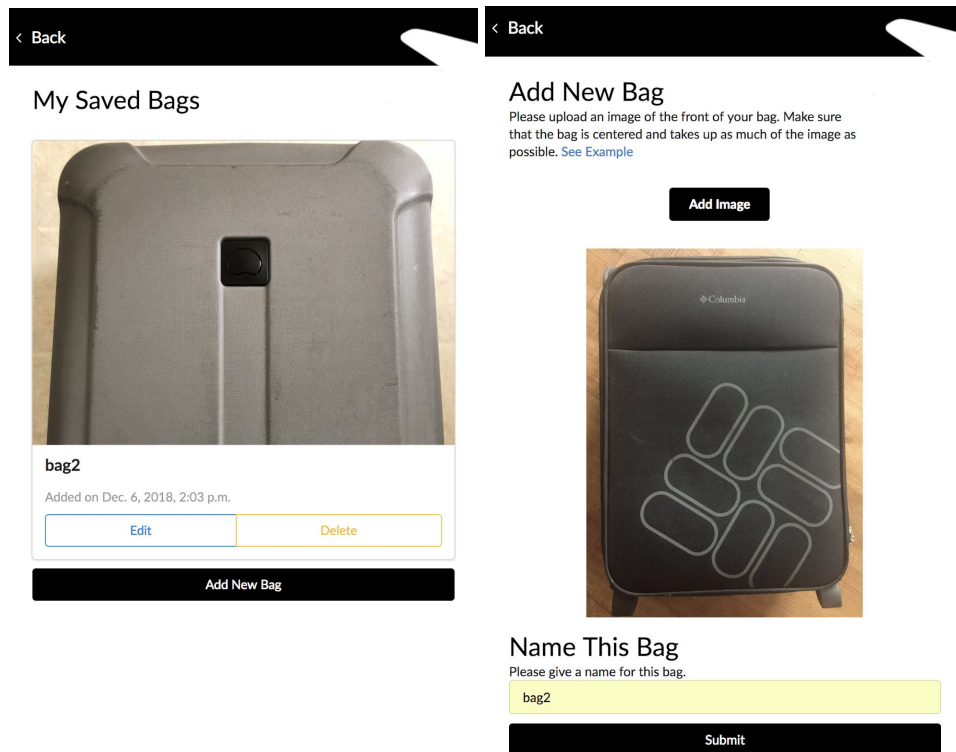 < Back
My Saved Bags
bag2
Added on Dec. 6, 2018, 2:03 p.m.
Edit
Delete
Add New Bag
< Back
Add New Bag
Please upload an image of the front of your bag. Make sure
that the bag is centered and takes up as much of the image as
possible. See Example
Add Image
Columbia
Name This Bag
Please give a name for this bag.
bag2
Submit